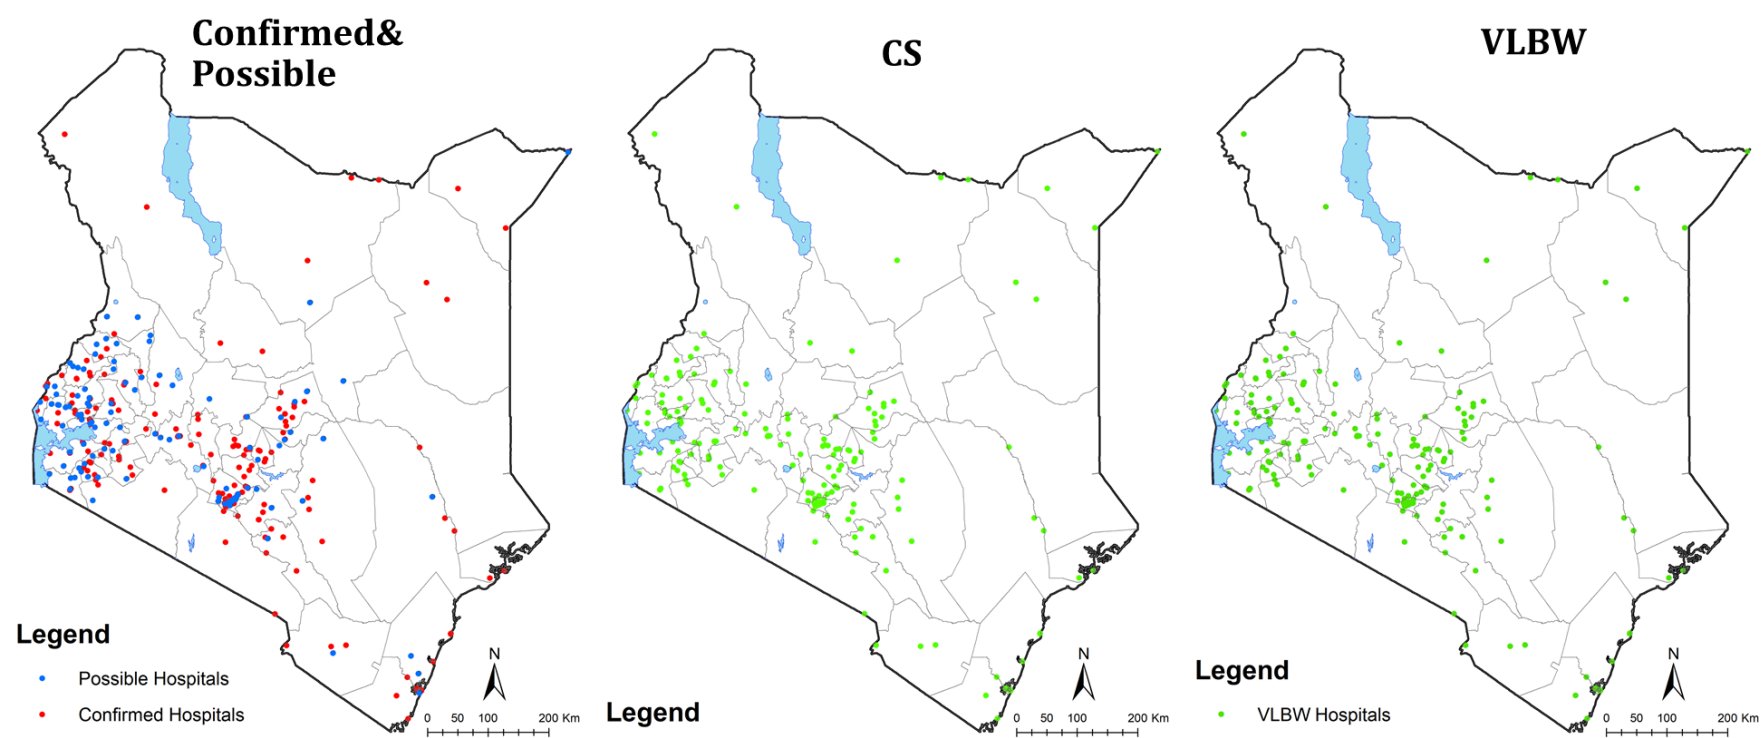 Confirmed&
Possible
Legend
Possible Hospitals
Confirmed Hospitals
N
0 50 100 200 Km
CS
Legend
N
0 50 100 200 Km
VLBW
Legend
VLBW Hospitals
N
0 50 100 200 Km